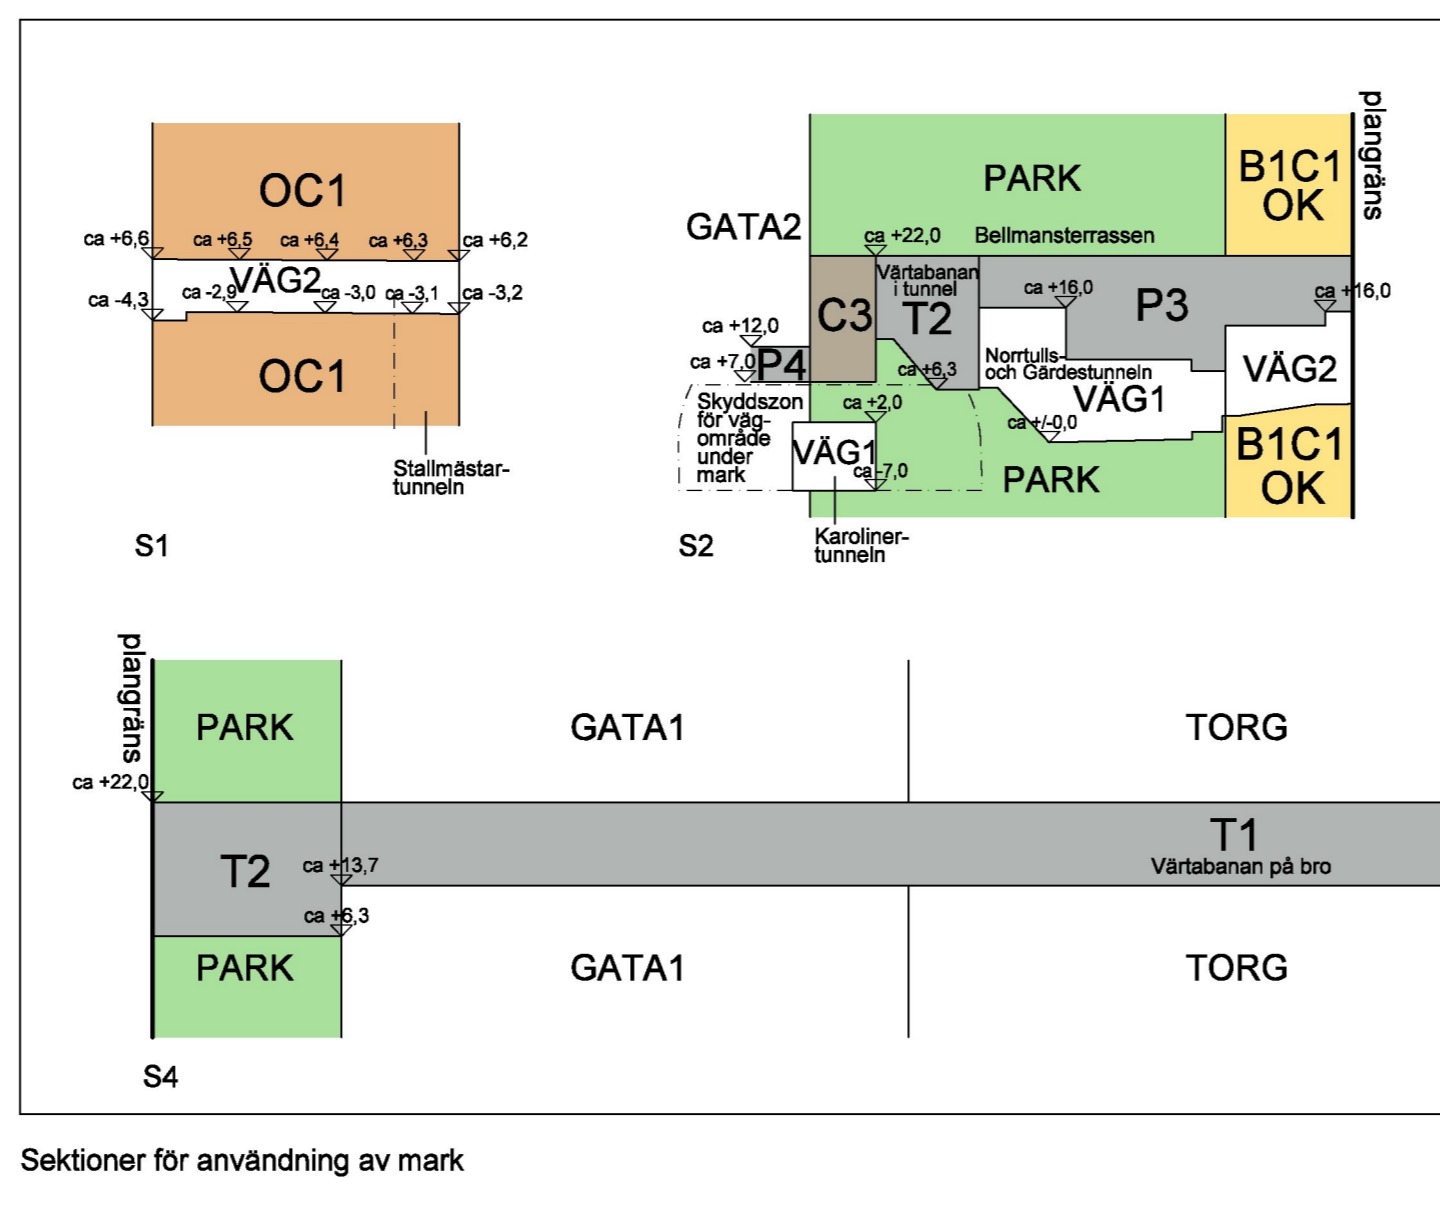 OC1
ca +6,6
ca +6,5
ca +6,4
ca +6,3
ca +6,2
VÄG2
ca -4,3
ca -2,9
ca -3,0
ca -3,1
ca -3,2
OC1
Stallmästar-
tunneln
S1
plangräns
PARK
B1C1
OK
GATA2
ca +22,0
Bellmansterrassen
Värtabanan
i tunnel
T2
C3
ca +16,0
P3
ca +16,0
ca +12,0
ca +7,0
P4
ca +6,3
Norrtulls-
och Gärdestunneln
VÄG1
VÄG2
Skyddszon
för väg-
område
under
mark
ca +2,0
VÄG1
ca -7,0
ca +/-0,0
PARK
B1C1
OK
Karoliner-
tunneln
S2
plangräns
PARK
GATA1
TORG
ca +22,0
T2
ca +13,7
T1
Värtabanan på bro
ca +6,3
PARK
GATA1
TORG
S4
Sektioner för användning av mark